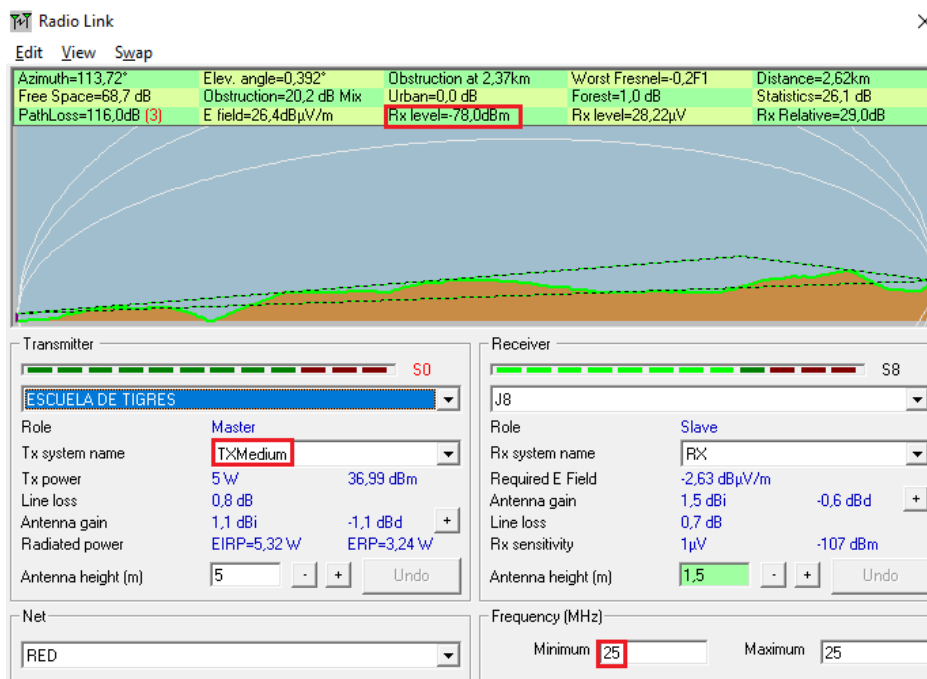 Radio Link
Edit View Swap
Azimuth=113,72° Elev. angle=0,392° Obstruction at 2,37km Worst Fresnel=-0,2F1 Distance=2,62km
Free Space=68,7 dB Obstruction=20,2 dB Mix Urban=0,0 dB Forest=1,0 dB Statistics=26,1 dB
PathLoss=116,0dB (3) E field=26,4dBµV/m Rx level=-78,0dBm Rx level=28,22µV Rx Relative=29,0dB
Transmitter Receiver
S0 S8
ESCUELA DE TIGRES J8
Role Master Role Slave
Tx system name TXMedium Rx system name RX
Tx power 5 W 36,99 dBm Required E Field -2,63 dBµV/m
Line loss 0,8 dB Antenna gain 1,5 dBi -0,6 dBd +
Antenna gain 1,1 dBi -1,1 dBd + Line loss 0,7 dB
Radiated power EIRP=5,32 W ERP=3,24 W Rx sensitivity 1µV -107 dBm
Antenna height (m) 5 - + Undo Antenna height (m) 1,5 - + Undo
Net Frequency (MHz)
RED Minimum 25 Maximum 25